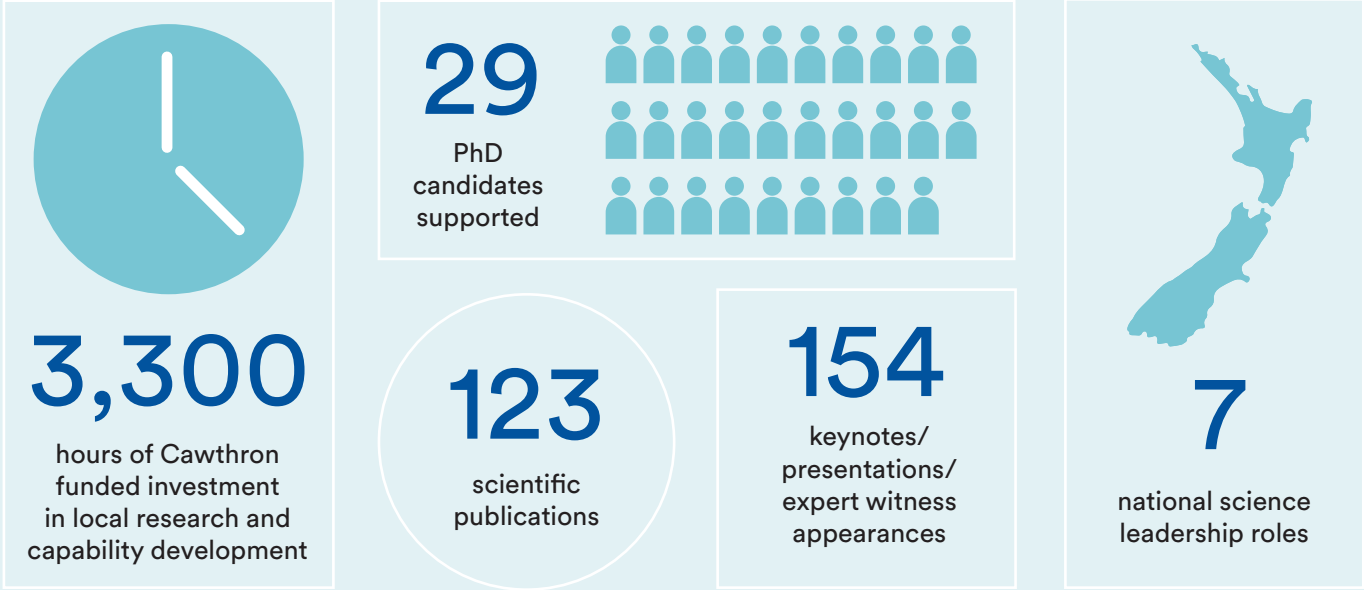 3,300
hours of Cawthron
funded investment
in local research and
capability development
29
PhD
candidates
supported
123
scientific
publications
154
keynotes/
presentations/
expert witness
appearances
7
national science
leadership roles